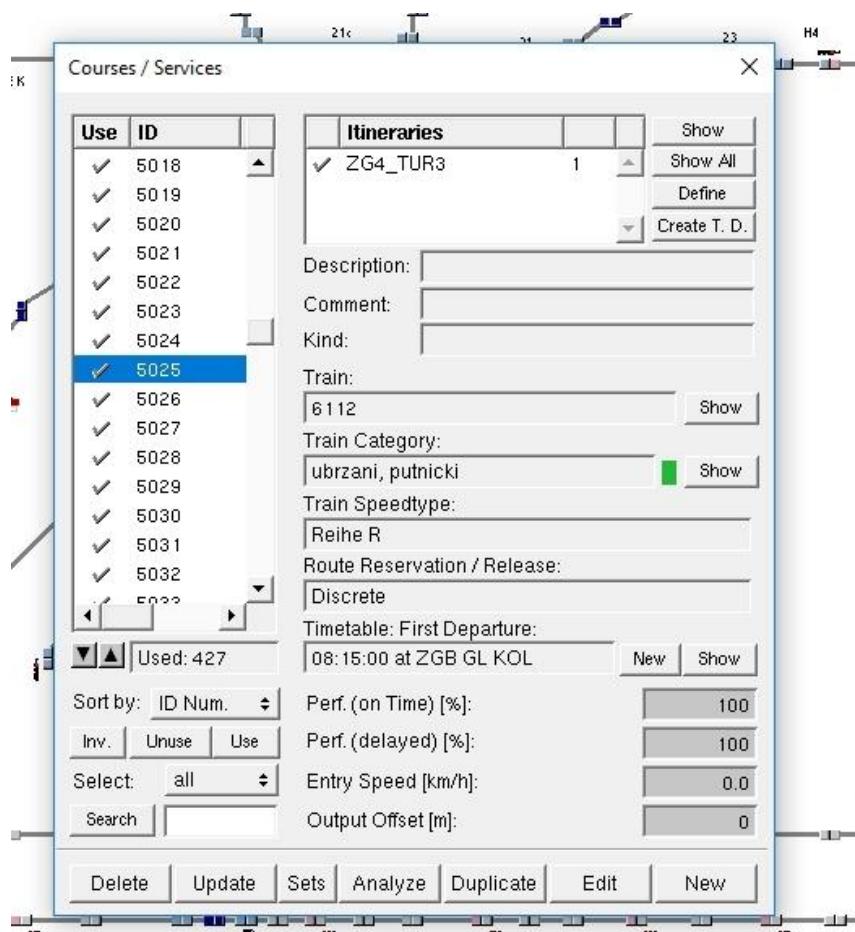 21c
23
H4
EK
Courses / Services
Use ID
5018
5019
5020
5021
5022
5023
5024
5025
5026
5027
5028
5029
5030
5031
5032
5033
Used: 427
Sort by: ID Num.
Inv. Unuse Use
Select: all
Search
Itineraries
ZG4_TUR3 1
Show
Show All
Define
Create T. D.
Description:
Comment:
Kind:
Train:
6112 Show
Train Category:
ubrzani, putnicki Show
Train Speedtype:
Reihe R
Route Reservation / Release:
Discrete
Timetable: First Departure:
08:15:00 at ZGB GL KOL New Show
Perf. (on Time) [%]: 100
Perf. (delayed) [%]: 100
Entry Speed [km/h]: 0.0
Output Offset [m]: 0
Delete Update Sets Analyze Duplicate Edit New